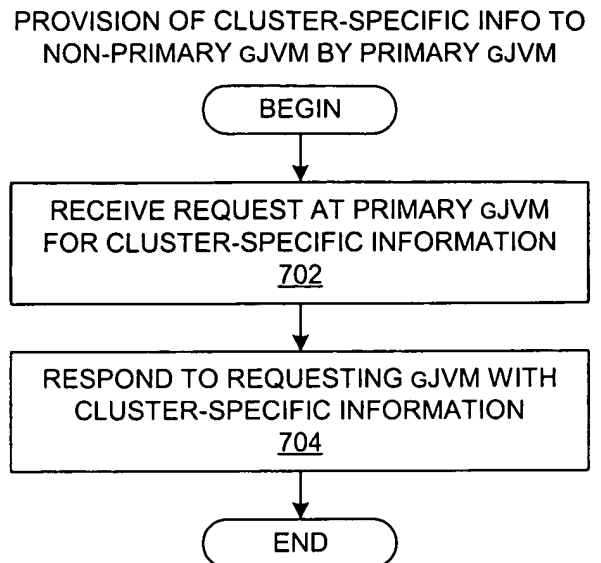 PROVISION OF CLUSTER-SPECIFIC INFO TO
NON-PRIMARY GJVM BY PRIMARY GJVM
BEGIN
RECEIVE REQUEST AT PRIMARY GJVM
FOR CLUSTER-SPECIFIC INFORMATION
702
RESPOND TO REQUESTING GJVM WITH
CLUSTER-SPECIFIC INFORMATION
704
END